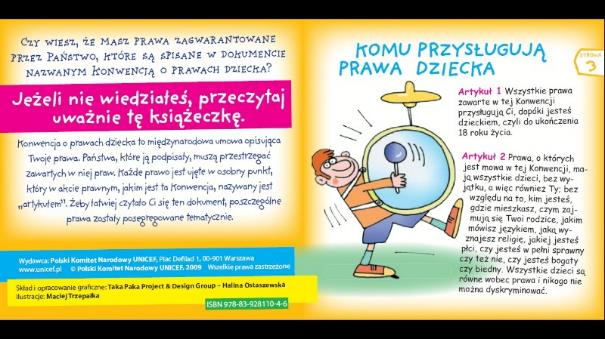 Czy wiesz, że masz prawa zagwarantowane
przez Państwo, które są spisane w dokumencie
nazwanym Konwencją o prawach dziecka?
Jeżeli nie wiedziałeś, przeczytaj
uważnie tę książeczkę.
Konwencja o prawach dziecka to międzynarodowa umowa opisująca
Twoje prawa. Państwa, które ją podpisały, muszą przestrzegać
zawartych w niej praw. Każde prawo jest ujęte w osobny punkt,
który w akcie prawnym, jakim jest ta Konwencja, nazywany jest
„artykułem”. Żeby łatwiej czytało Ci się ten dokument, poszczególne
prawa zostały posegregowane tematycznie.
Wydawca: Polski Komitet Narodowy UNICEF, Plac Defilad 1, 00-901 Warszawa
www.unicef.pl © Polski Komitet Narodowy UNICEF, 2009 Wszelkie prawa zastrzeżone
Skład i opracowanie graficzne: Taka Paka Project & Design Group – Halina Ostaszewska
Ilustracje: Maciej Trzepałka
ISBN 978-83-928110-4-6
KOMU PRZYSŁUGUJĄ
PRAWA DZIECKA
STRONA
3
Artykuł 1 Wszystkie prawa
zawarte w tej Konwencji
przysługują Ci, dopóki jesteś
dzieckiem, czyli do ukończenia
18 roku życia.
Artykuł 2 Prawa, o których
jest mowa w tej Konwencji, ma-
ją wszystkie dzieci, bez wy-
jątku, a więc również Ty: bez
względu na to, kim jesteś,
gdzie mieszkasz, czym zaj-
mują się Twoi rodzice, jakim
mówisz językiem, jaką wy-
znajesz religię, jakiej jesteś
płci, czy jesteś w pełni sprawny
czy też nie, czy jesteś bogaty
czy biedny. Wszystkie dzieci są
równe wobec prawa i nikogo nie
można dyskryminować.